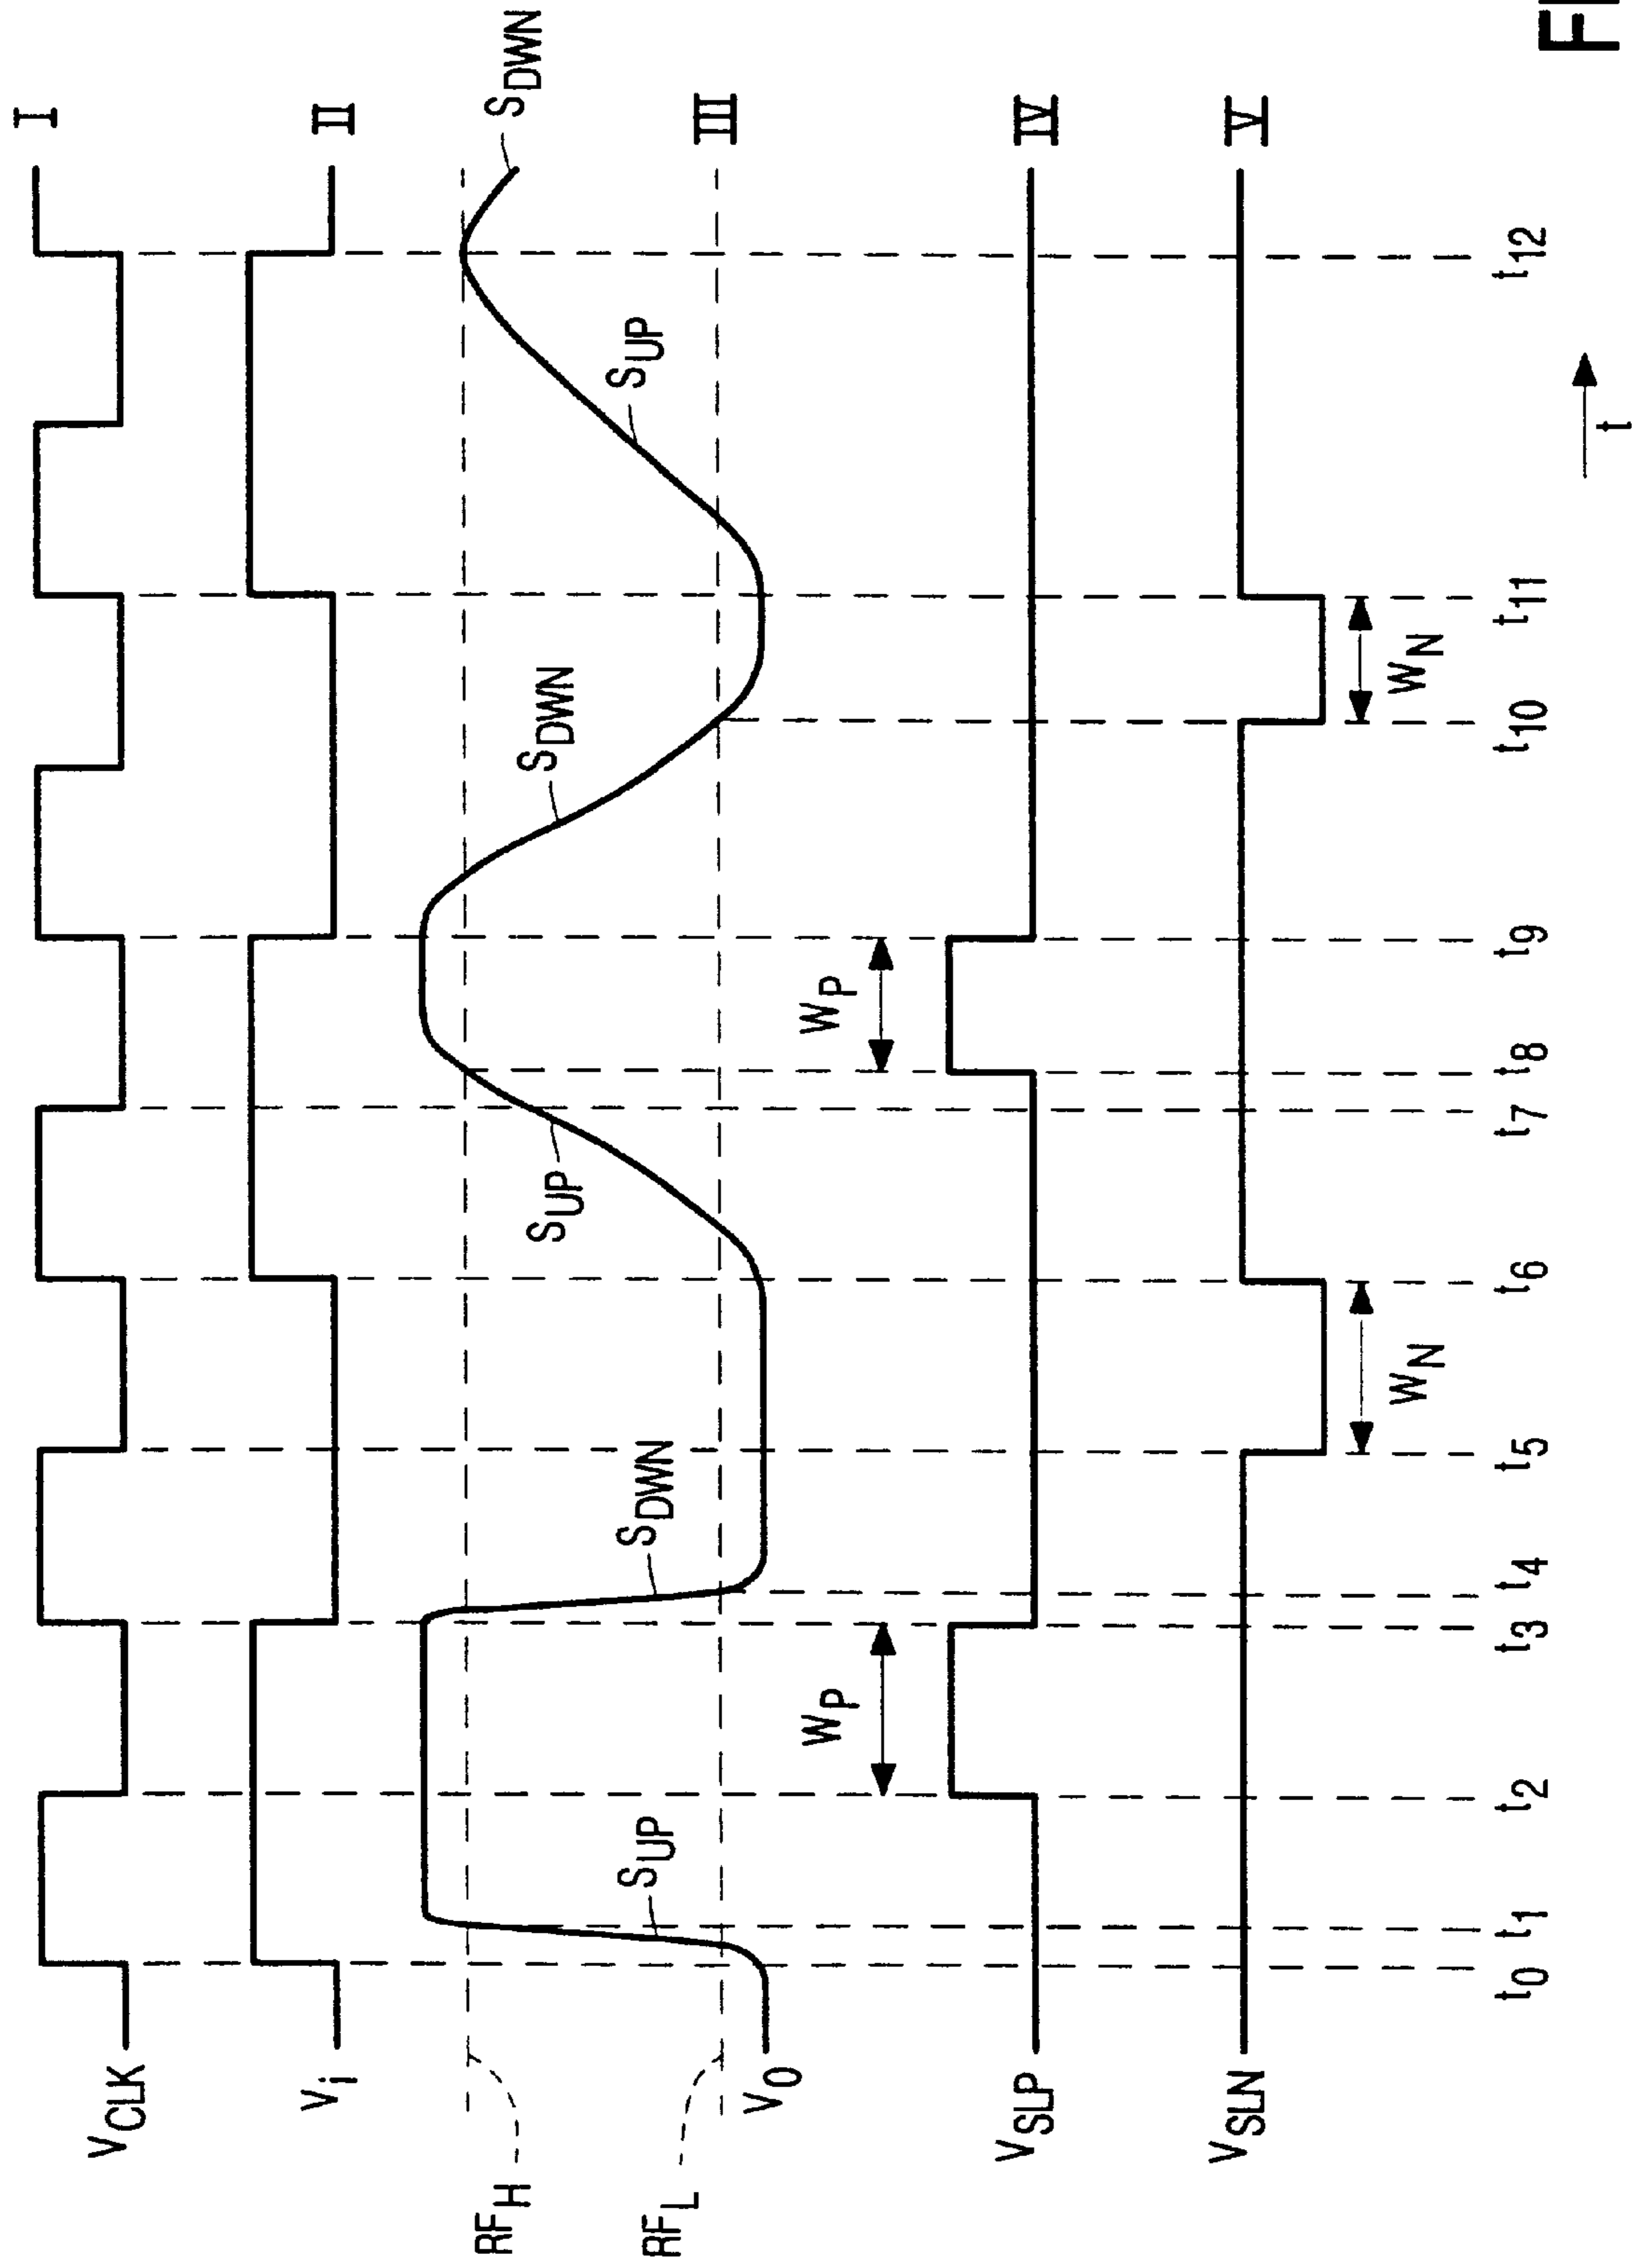 I
II
III
IV
V
V_CLK
V_i
RF_H
RF_L
V_O
V_SLP
V_SLN
S_UP
S_DWN
S_UP
S_DWN
S_UP
S_DWN
W_P
W_P
W_N
W_N
t_0 t_1 t_2 t_3 t_4 t_5 t_6 t_7 t_8 t_9 t_10 t_11 t_12
t